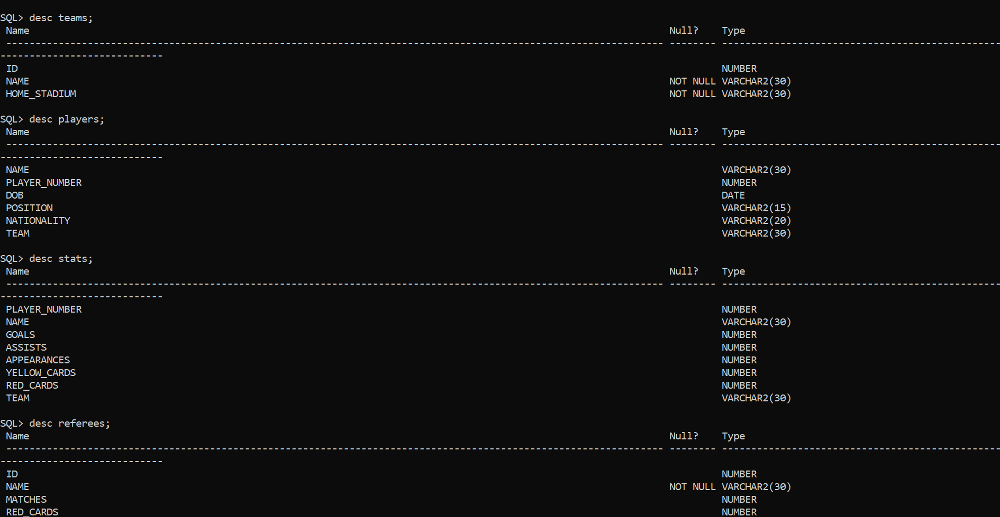 SQL> desc teams;
Name Null? Type
----------------------------------------------------------------------------------------------------------------- -------- ------------------------------------------------
----------------------------
ID NUMBER
NAME NOT NULL VARCHAR2(30)
HOME_STADIUM NOT NULL VARCHAR2(30)
SQL> desc players;
Name Null? Type
----------------------------------------------------------------------------------------------------------------- -------- ------------------------------------------------
----------------------------
NAME VARCHAR2(30)
PLAYER_NUMBER NUMBER
DOB DATE
POSITION VARCHAR2(15)
NATIONALITY VARCHAR2(20)
TEAM VARCHAR2(30)
SQL> desc stats;
Name Null? Type
----------------------------------------------------------------------------------------------------------------- -------- ------------------------------------------------
----------------------------
PLAYER_NUMBER NUMBER
NAME VARCHAR2(30)
GOALS NUMBER
ASSISTS NUMBER
APPEARANCES NUMBER
YELLOW_CARDS NUMBER
RED_CARDS NUMBER
TEAM VARCHAR2(30)
SQL> desc referees;
Name Null? Type
----------------------------------------------------------------------------------------------------------------- -------- ------------------------------------------------
----------------------------
ID NUMBER
NAME NOT NULL VARCHAR2(30)
MATCHES NUMBER
RED_CARDS NUMBER